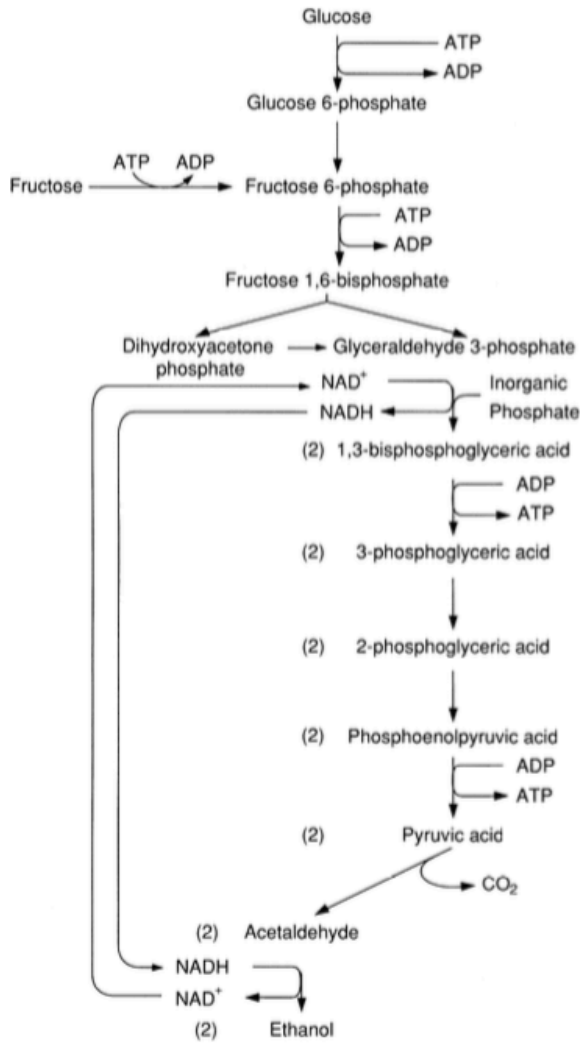 Glucose
ATP
ADP
Glucose 6-phosphate
ATP ADP
Fructose Fructose 6-phosphate
ATP
ADP
Fructose 1,6-bisphosphate
Dihydroxyacetone phosphate
Glyceraldehyde 3-phosphate
NAD+ Inorganic
NADH Phosphate
(2) 1,3-bisphosphoglyceric acid
ADP
ATP
(2) 3-phosphoglyceric acid
(2) 2-phosphoglyceric acid
(2) Phosphoenolpyruvic acid
ADP
ATP
(2) Pyruvic acid
CO2
(2) Acetaldehyde
NADH
NAD+
(2) Ethanol